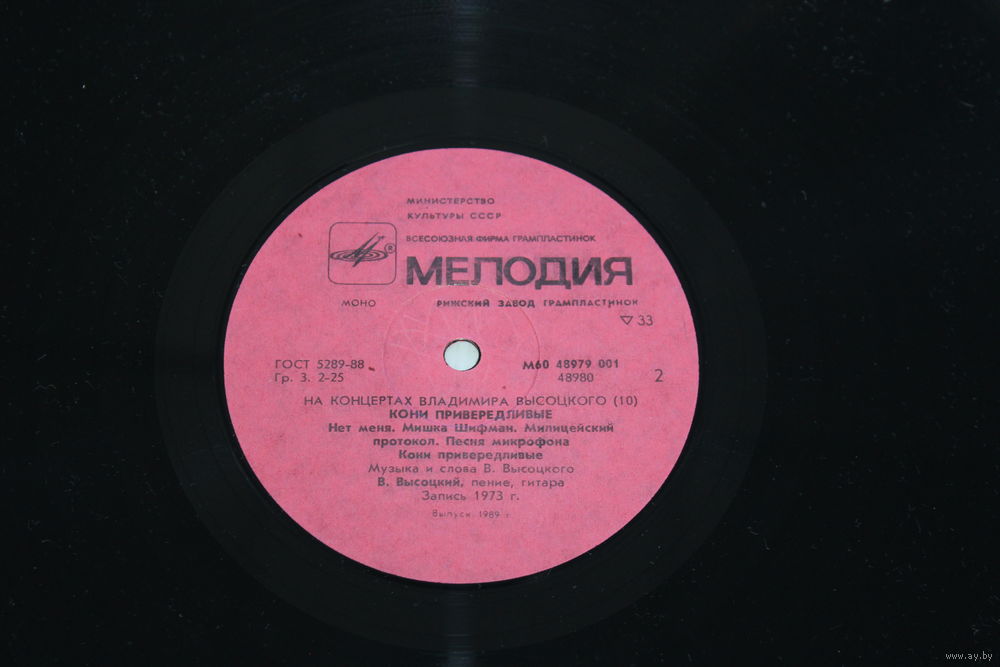 МИНИСТЕРСТВО
КУЛЬТУРЫ СССР
ВСЕСОЮЗНАЯ ФИРМА ГРАМПЛАСТИНОК
®
МЕЛОДИЯ
МОНО РИЖСКИЙ ЗАВОД ГРАМПЛАСТИНОК
▽ 33
ГОСТ 5289-88 М60 48979 001
Гр. 3. 2-25 48980 2
НА КОНЦЕРТАХ ВЛАДИМИРА ВЫСОЦКОГО (10)
КОНИ ПРИВЕРЕДЛИВЫЕ
Нет меня. Мишка Шифман. Милицейский
протокол. Песня микрофона
Кони привередливые
Музыка и слова В. Высоцкого
В. Высоцкий, пение, гитара
Запись 1973 г.
Выпуск 1989 г.
www.ay.by